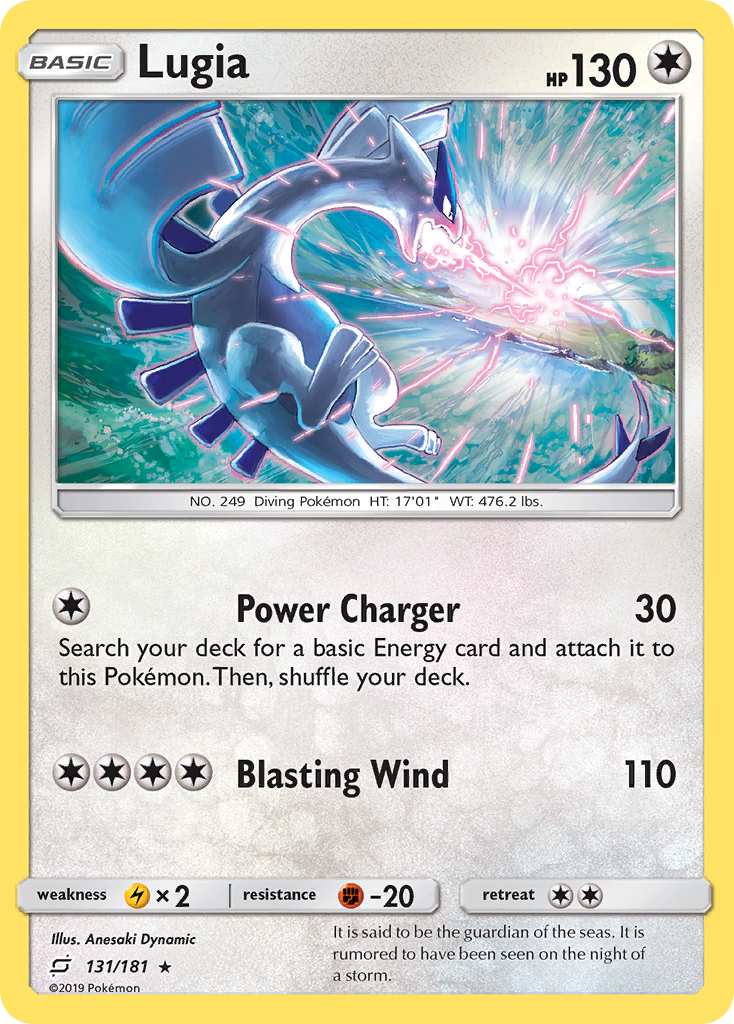 BASIC Lugia HP 130
NO. 249 Diving Pokémon HT: 17'01" WT: 476.2 lbs.
Power Charger 30
Search your deck for a basic Energy card and attach it to
this Pokémon. Then, shuffle your deck.
Blasting Wind 110
weakness × 2 resistance -20 retreat
Illus. Anesaki Dynamic
131/181 ★
©2019 Pokémon
It is said to be the guardian of the seas. It is
rumored to have been seen on the night of
a storm.